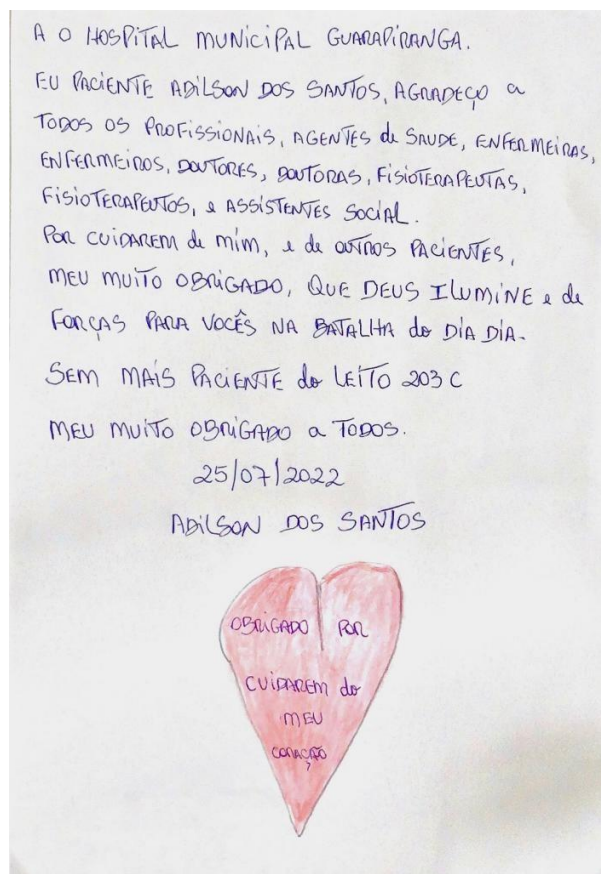 A O HOSPITAL MUNICIPAL GUARAPIRANGA.
EU PACIENTE ADILSON DOS SANTOS, AGRADEÇO a
TODOS OS PROFISSIONAIS, AGENTES de SAUDE, ENFERMEIRAS,
ENFERMEIROS, DOUTORES, DOUTORAS, FISIOTERAPEUTAS,
FISIOTERAPEUTOS, e ASSISTENTES SOCIAL.
POR CUIDAREM de MIM, e de OUTROS PACIENTES,
MEU MUITO OBRIGADO, QUE DEUS ILUMINE e de
FORÇAS PARA VOCÊS NA BATALHA do DIA DIA.
SEM MAIS PACIENTE do LEITO 203 C
MEU MUITO OBRIGADO a TODOS.
25/07/2022
ADILSON DOS SANTOS
OBRIGADO POR
CUIDAREM do
MEU
CORAÇÃO